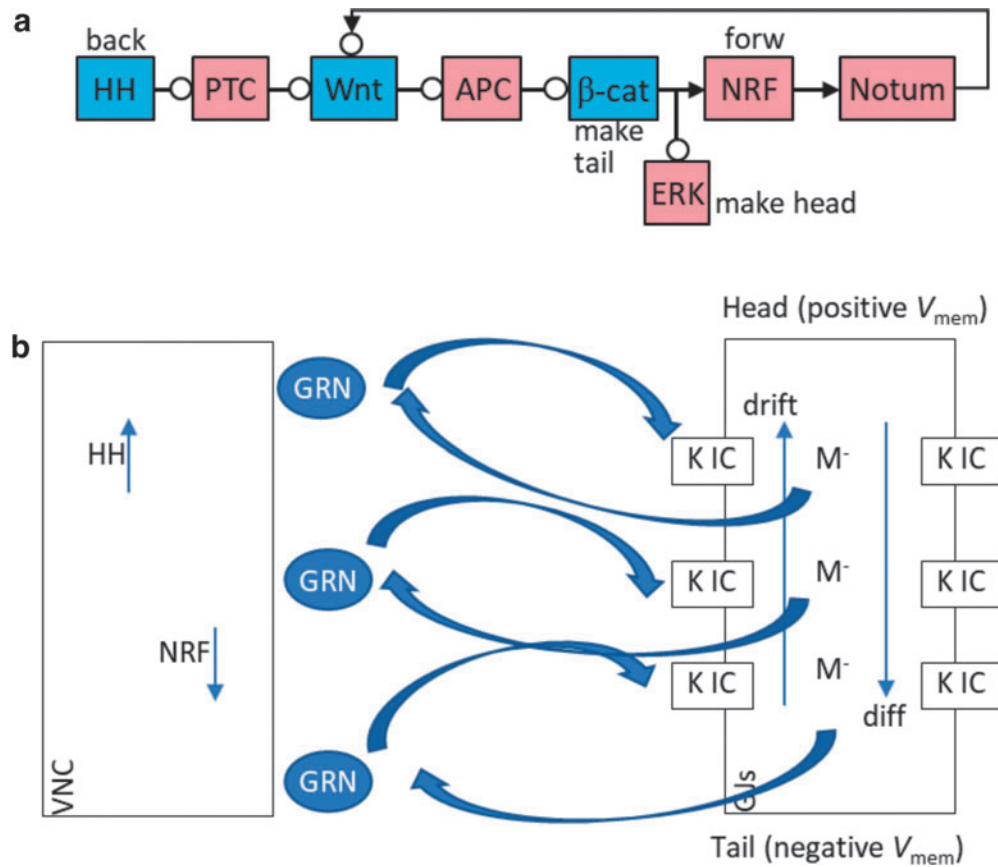 a
back
forw
HH
PTC
Wnt
APC
β-cat
NRF
Notum
make
tail
ERK
make head
b
Head (positive Vmem)
GRN
drift
HH
K IC
M-
K IC
GRN
K IC
M-
K IC
NRF
K IC
M-
K IC
diff
GRN
VNC
GJs
Tail (negative Vmem)